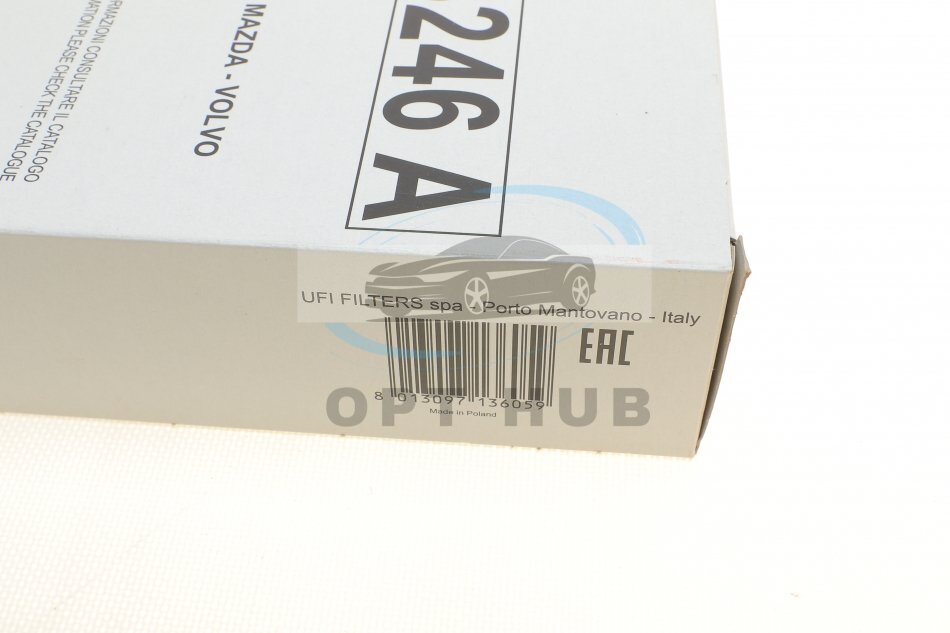 RMAZIONI CONSULTARE IL CATALOGO
MATION PLEASE CHECK THE CATALOGUE
MAZDA - VOLVO
246 A
UFI FILTERS spa - Porto Mantovano - Italy
EAC
8 013097 136059
Made in Poland
OPT HUB